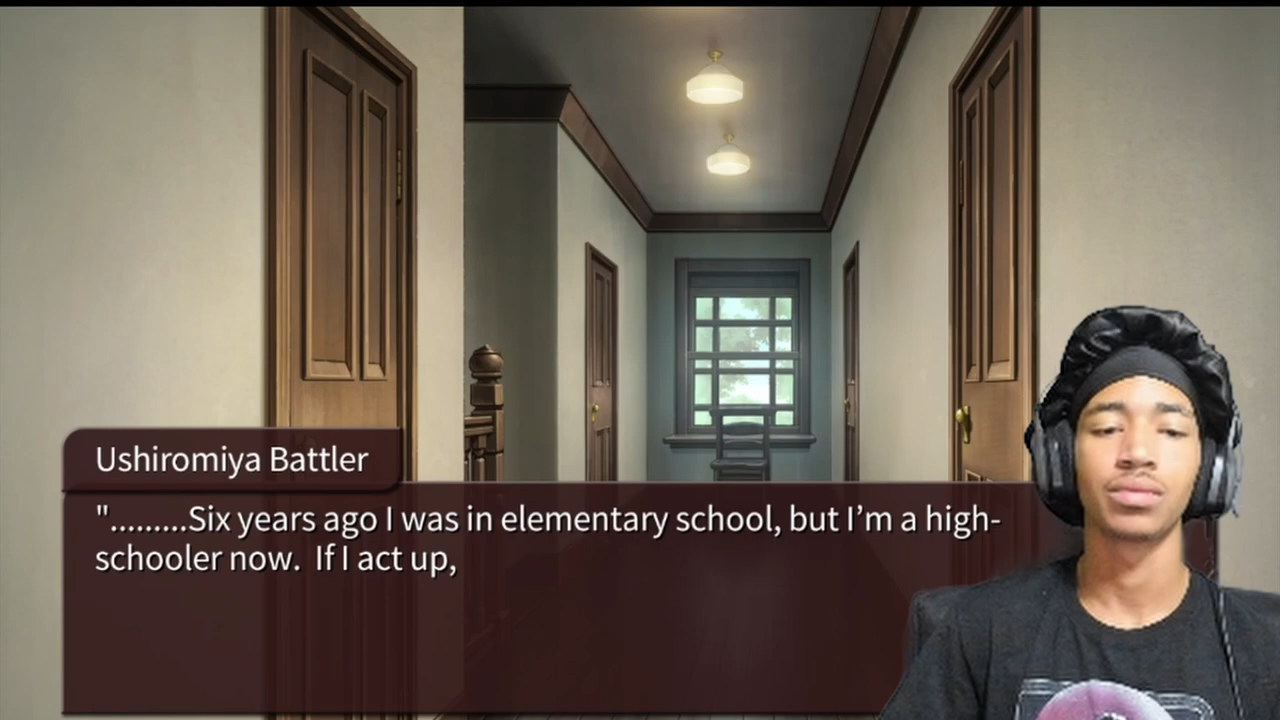 Ushiromiya Battler
".........Six years ago I was in elementary school, but I’m a high-
schooler now.  If I act up,